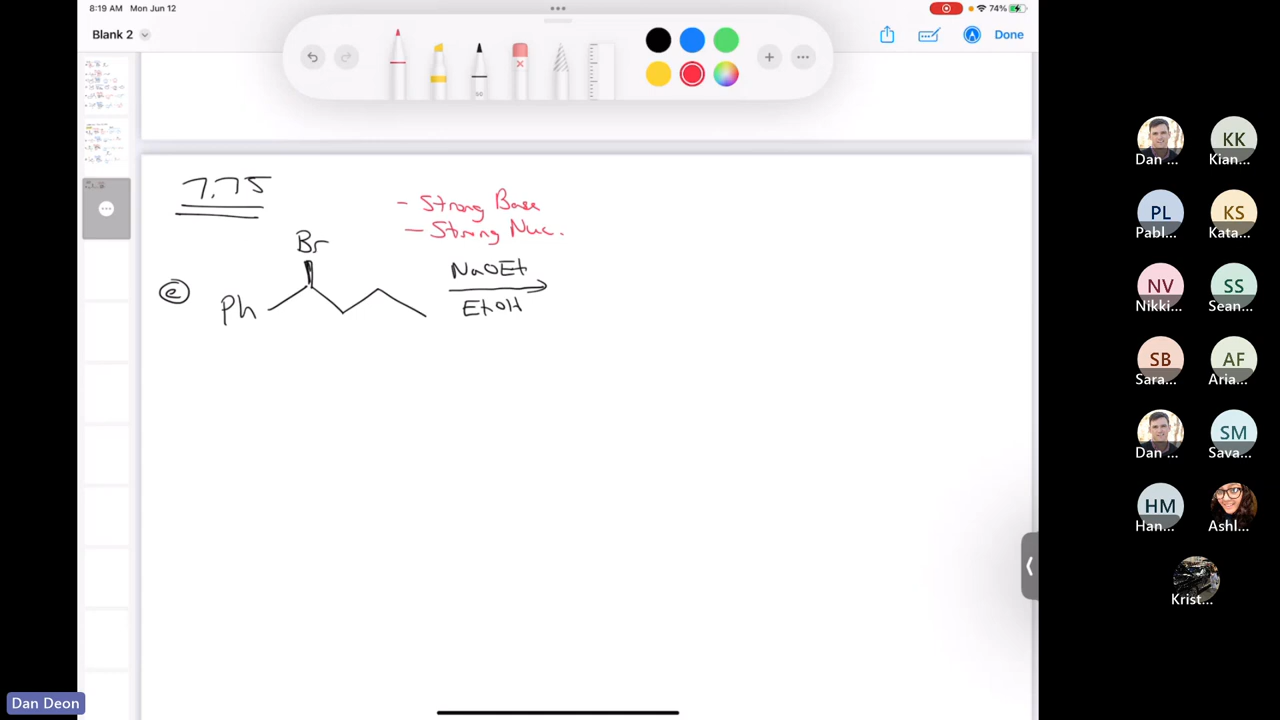 8:19 AM Mon Jun 12
74%
Blank 2
Done
7.75
- Strong Base
- Strong Nuc.
Br
NaOEt
e
Ph
EtOH
Dan ...
KK
Kian...
PL
Pabl...
KS
Kata...
NV
Nikki...
SS
Sean...
SB
Sara...
AF
Aria...
Dan ...
SM
Sava...
HM
Han...
Ashl...
Krist...
Dan Deon